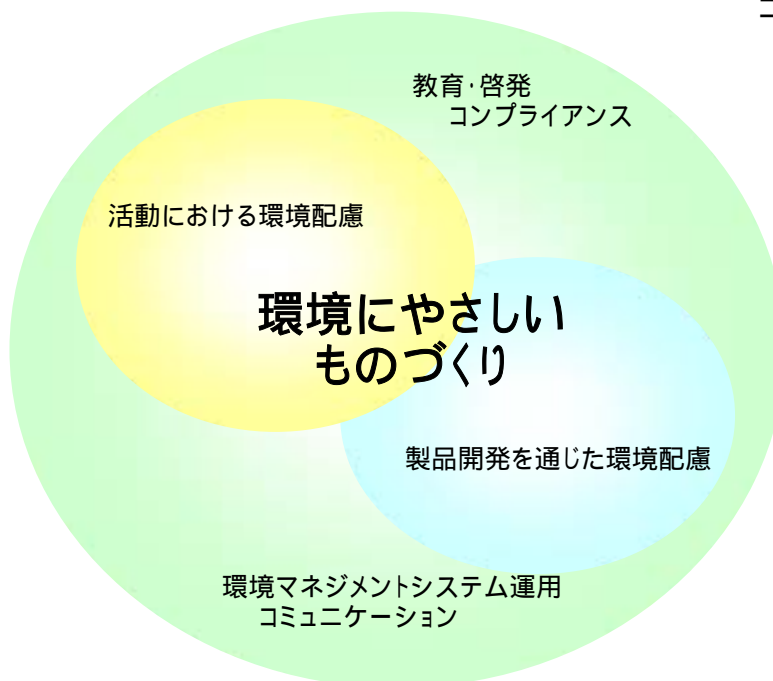 教育・啓発
コンプライアンス
活動における環境配慮
環境にやさしい
ものづくり
製品開発を通じた環境配慮
環境マネジメントシステム運用
コミュニケーション